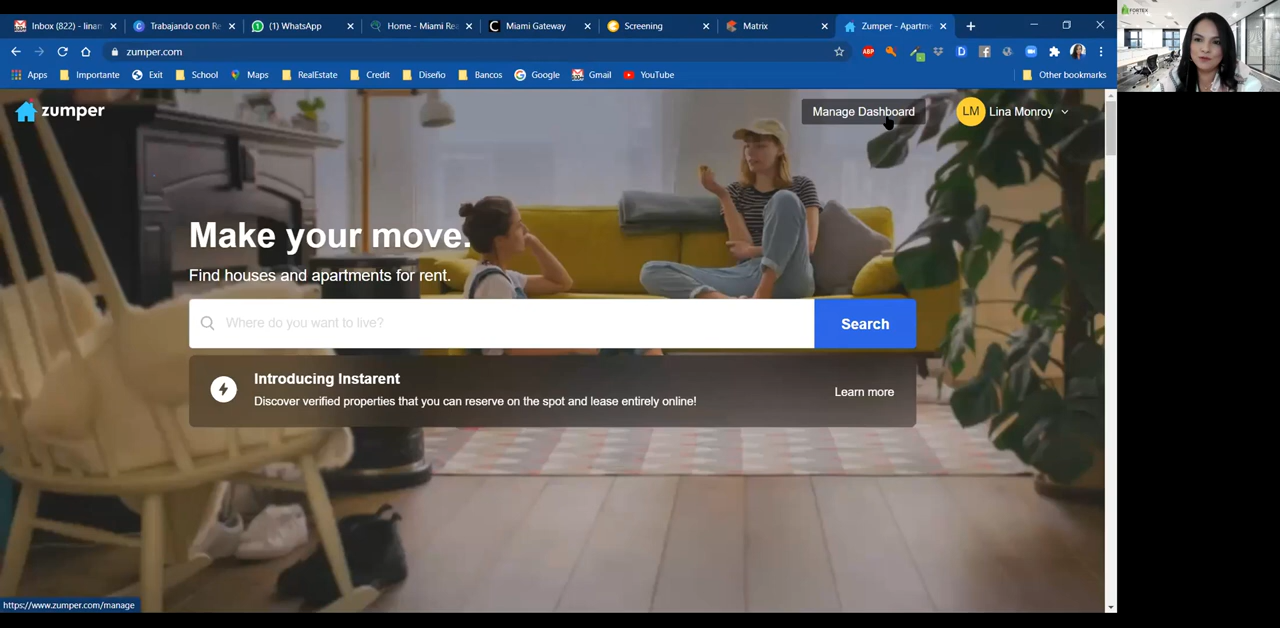 Inbox (822) - linan
Trabajando con Re
(1) WhatsApp
Home - Miami Rea
Miami Gateway
Screening
Matrix
Zumper - Apartme
zumper.com
Apps
Importante
Exit
School
Maps
RealEstate
Credit
Diseño
Bancos
Google
Gmail
YouTube
Other bookmarks
FORTEX
zumper
Manage Dashboard
LM
Lina Monroy
Make your move.
Find houses and apartments for rent.
Where do you want to live?
Search
Introducing Instarent
Discover verified properties that you can reserve on the spot and lease entirely online!
Learn more
https://www.zumper.com/manage